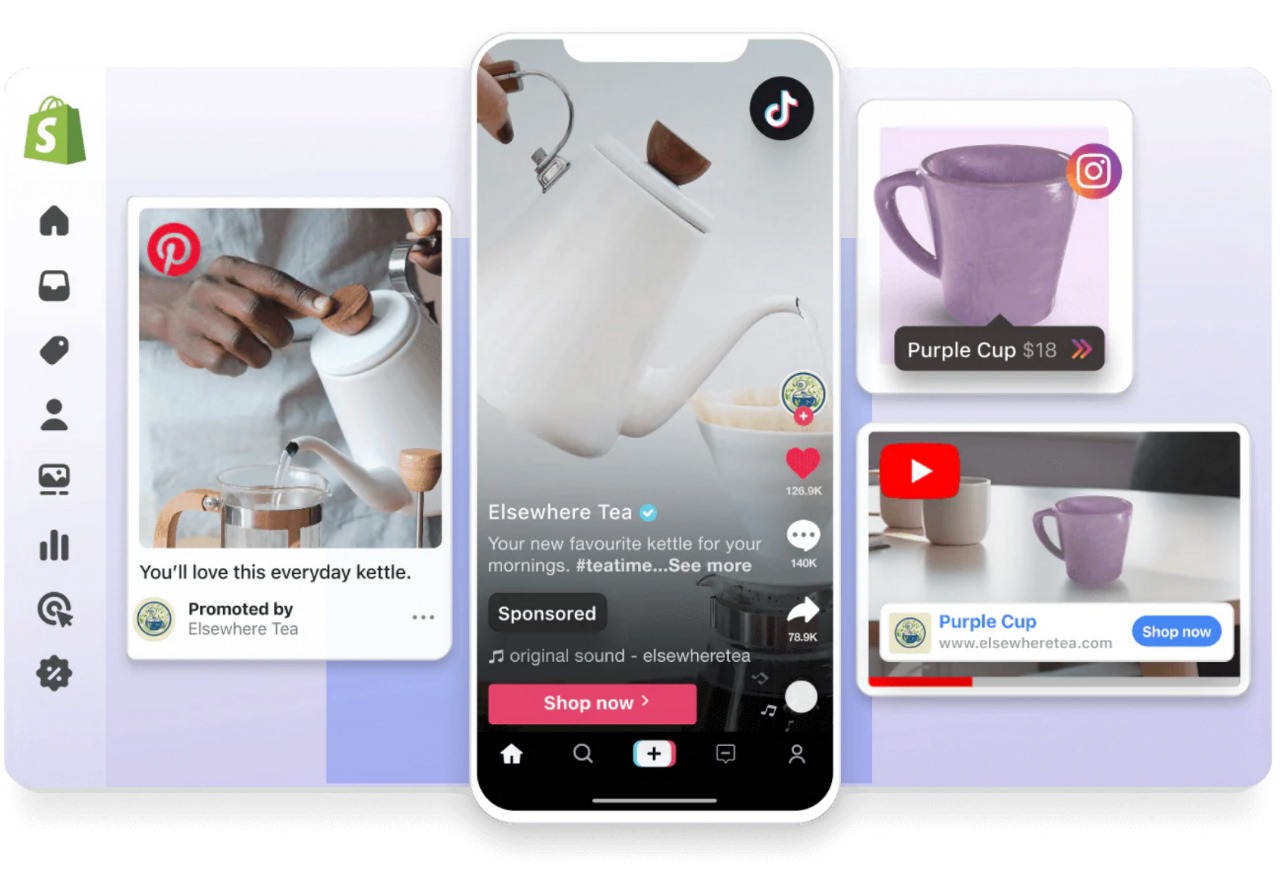 S
You'll love this everyday kettle.
Promoted by
Elsewhere Tea
Elsewhere Tea
Your new favourite kettle for your
mornings. #teatime...See more
Sponsored
original sound - elsewheretea
Shop now
126.9K
140K
78.9K
Purple Cup $18
Purple Cup
www.elsewheretea.com
Shop now